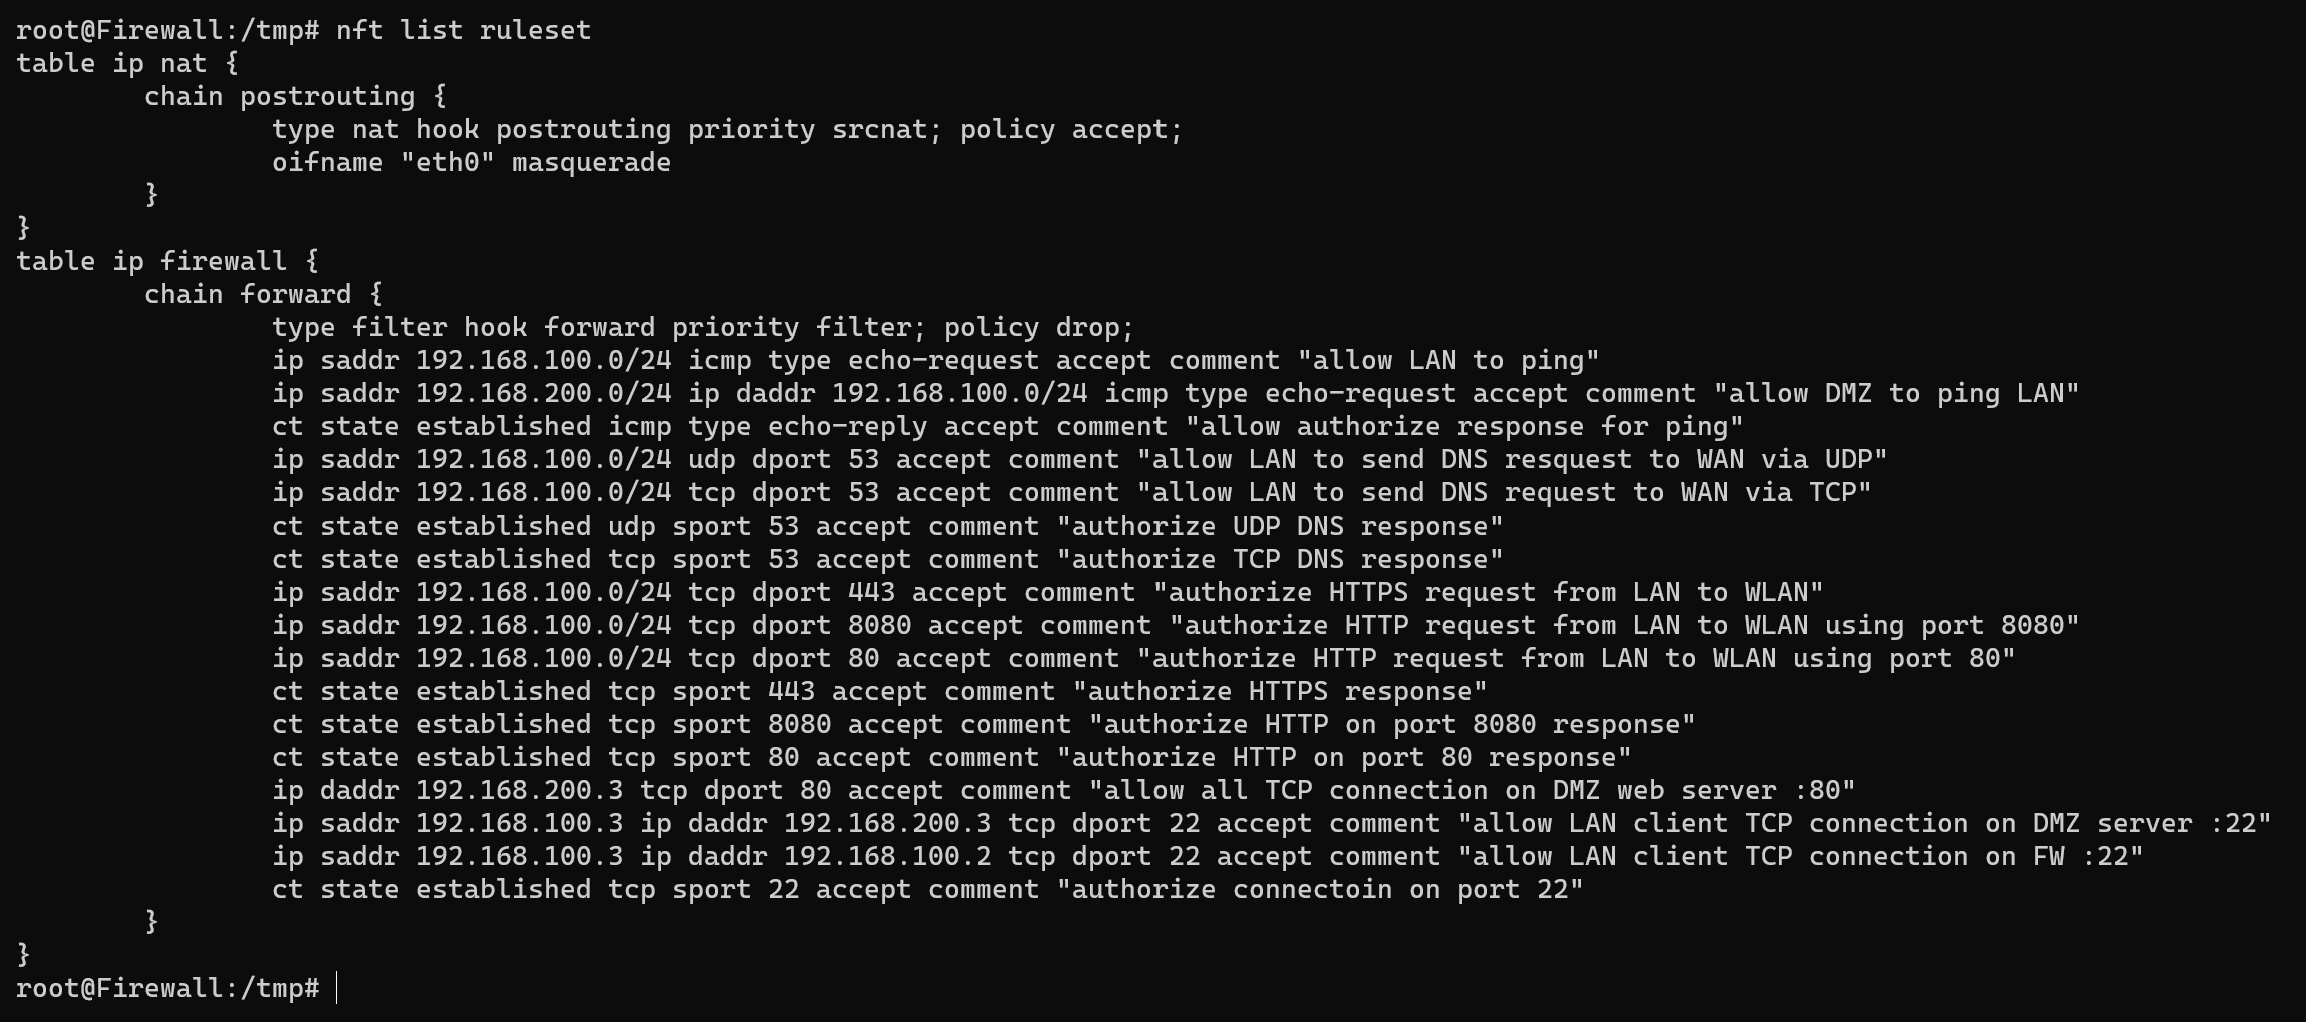 root@Firewall:/tmp# nft list ruleset
table ip nat {
        chain postrouting {
                type nat hook postrouting priority srcnat; policy accept;
                oifname "eth0" masquerade
        }
}
table ip firewall {
        chain forward {
                type filter hook forward priority filter; policy drop;
                ip saddr 192.168.100.0/24 icmp type echo-request accept comment "allow LAN to ping"
                ip saddr 192.168.200.0/24 ip daddr 192.168.100.0/24 icmp type echo-request accept comment "allow DMZ to ping LAN"
                ct state established icmp type echo-reply accept comment "allow authorize response for ping"
                ip saddr 192.168.100.0/24 udp dport 53 accept comment "allow LAN to send DNS resquest to WAN via UDP"
                ip saddr 192.168.100.0/24 tcp dport 53 accept comment "allow LAN to send DNS request to WAN via TCP"
                ct state established udp sport 53 accept comment "authorize UDP DNS response"
                ct state established tcp sport 53 accept comment "authorize TCP DNS response"
                ip saddr 192.168.100.0/24 tcp dport 443 accept comment "authorize HTTPS request from LAN to WLAN"
                ip saddr 192.168.100.0/24 tcp dport 8080 accept comment "authorize HTTP request from LAN to WLAN using port 8080"
                ip saddr 192.168.100.0/24 tcp dport 80 accept comment "authorize HTTP request from LAN to WLAN using port 80"
                ct state established tcp sport 443 accept comment "authorize HTTPS response"
                ct state established tcp sport 8080 accept comment "authorize HTTP on port 8080 response"
                ct state established tcp sport 80 accept comment "authorize HTTP on port 80 response"
                ip daddr 192.168.200.3 tcp dport 80 accept comment "allow all TCP connection on DMZ web server :80"
                ip saddr 192.168.100.3 ip daddr 192.168.200.3 tcp dport 22 accept comment "allow LAN client TCP connection on DMZ server :22"
                ip saddr 192.168.100.3 ip daddr 192.168.100.2 tcp dport 22 accept comment "allow LAN client TCP connection on FW :22"
                ct state established tcp sport 22 accept comment "authorize connectoin on port 22"
        }
}
root@Firewall:/tmp#